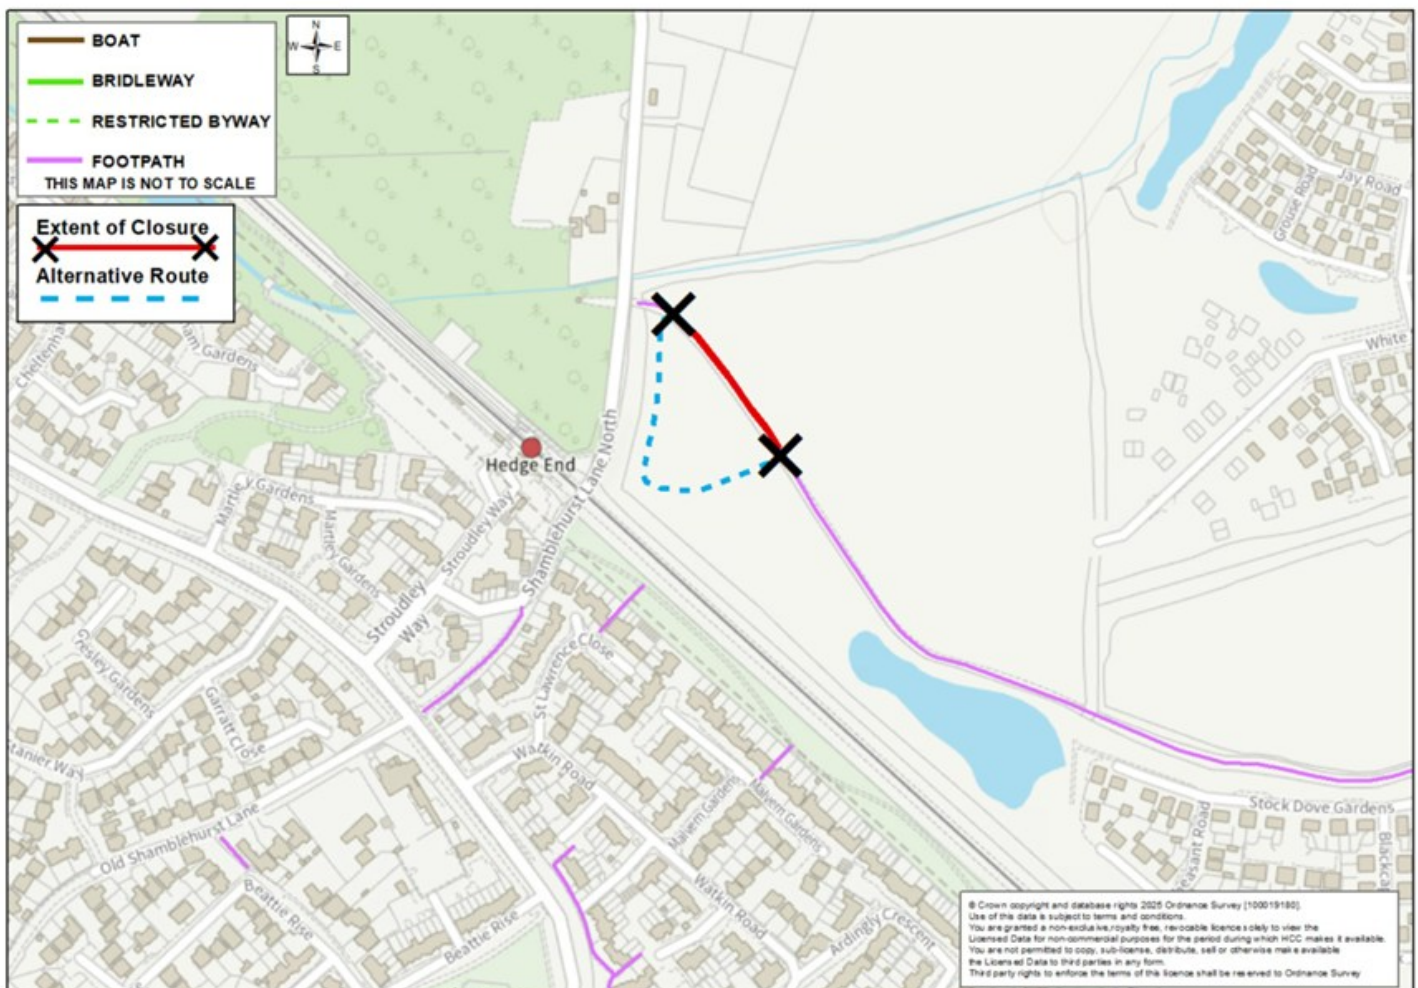 BOAT
BRIDLEWAY
RESTRICTED BYWAY
FOOTPATH
THIS MAP IS NOT TO SCALE
N
W E
S
Extent of Closure
Alternative Route
Jay Road
Grouse Road
White
am Gardens
Cheltenha
Shamblehurst Lane North
Hedge End
Martley Gardens
Martley Gardens
Stroudley Way
Stroudley
Way
St Lawrence Close
Gresley Gardens
Garratt Close
Stanier Way
Watkin Road
Malvern Gardens
Malvern Gardens
Old Shamblehurst Lane
Beattie Rise
Beattie Rise
Watkin Road
Ardingly Crescent
Stock Dove Gardens
easant Road
Blackca
© Crown copyright and database rights 2025 Ordnance Survey [100019180].
Use of this data is subject to terms and conditions.
You are granted a non-exclusive, royalty free, revocable licence solely to view the
Licensed Data for non-commercial purposes for the period during which HCC makes it available.
You are not permitted to copy, sub-license, distribute, sell or otherwise make available
the Licensed Data to third parties in any form.
Third party rights to enforce the terms of this licence shall be reserved to Ordnance Survey